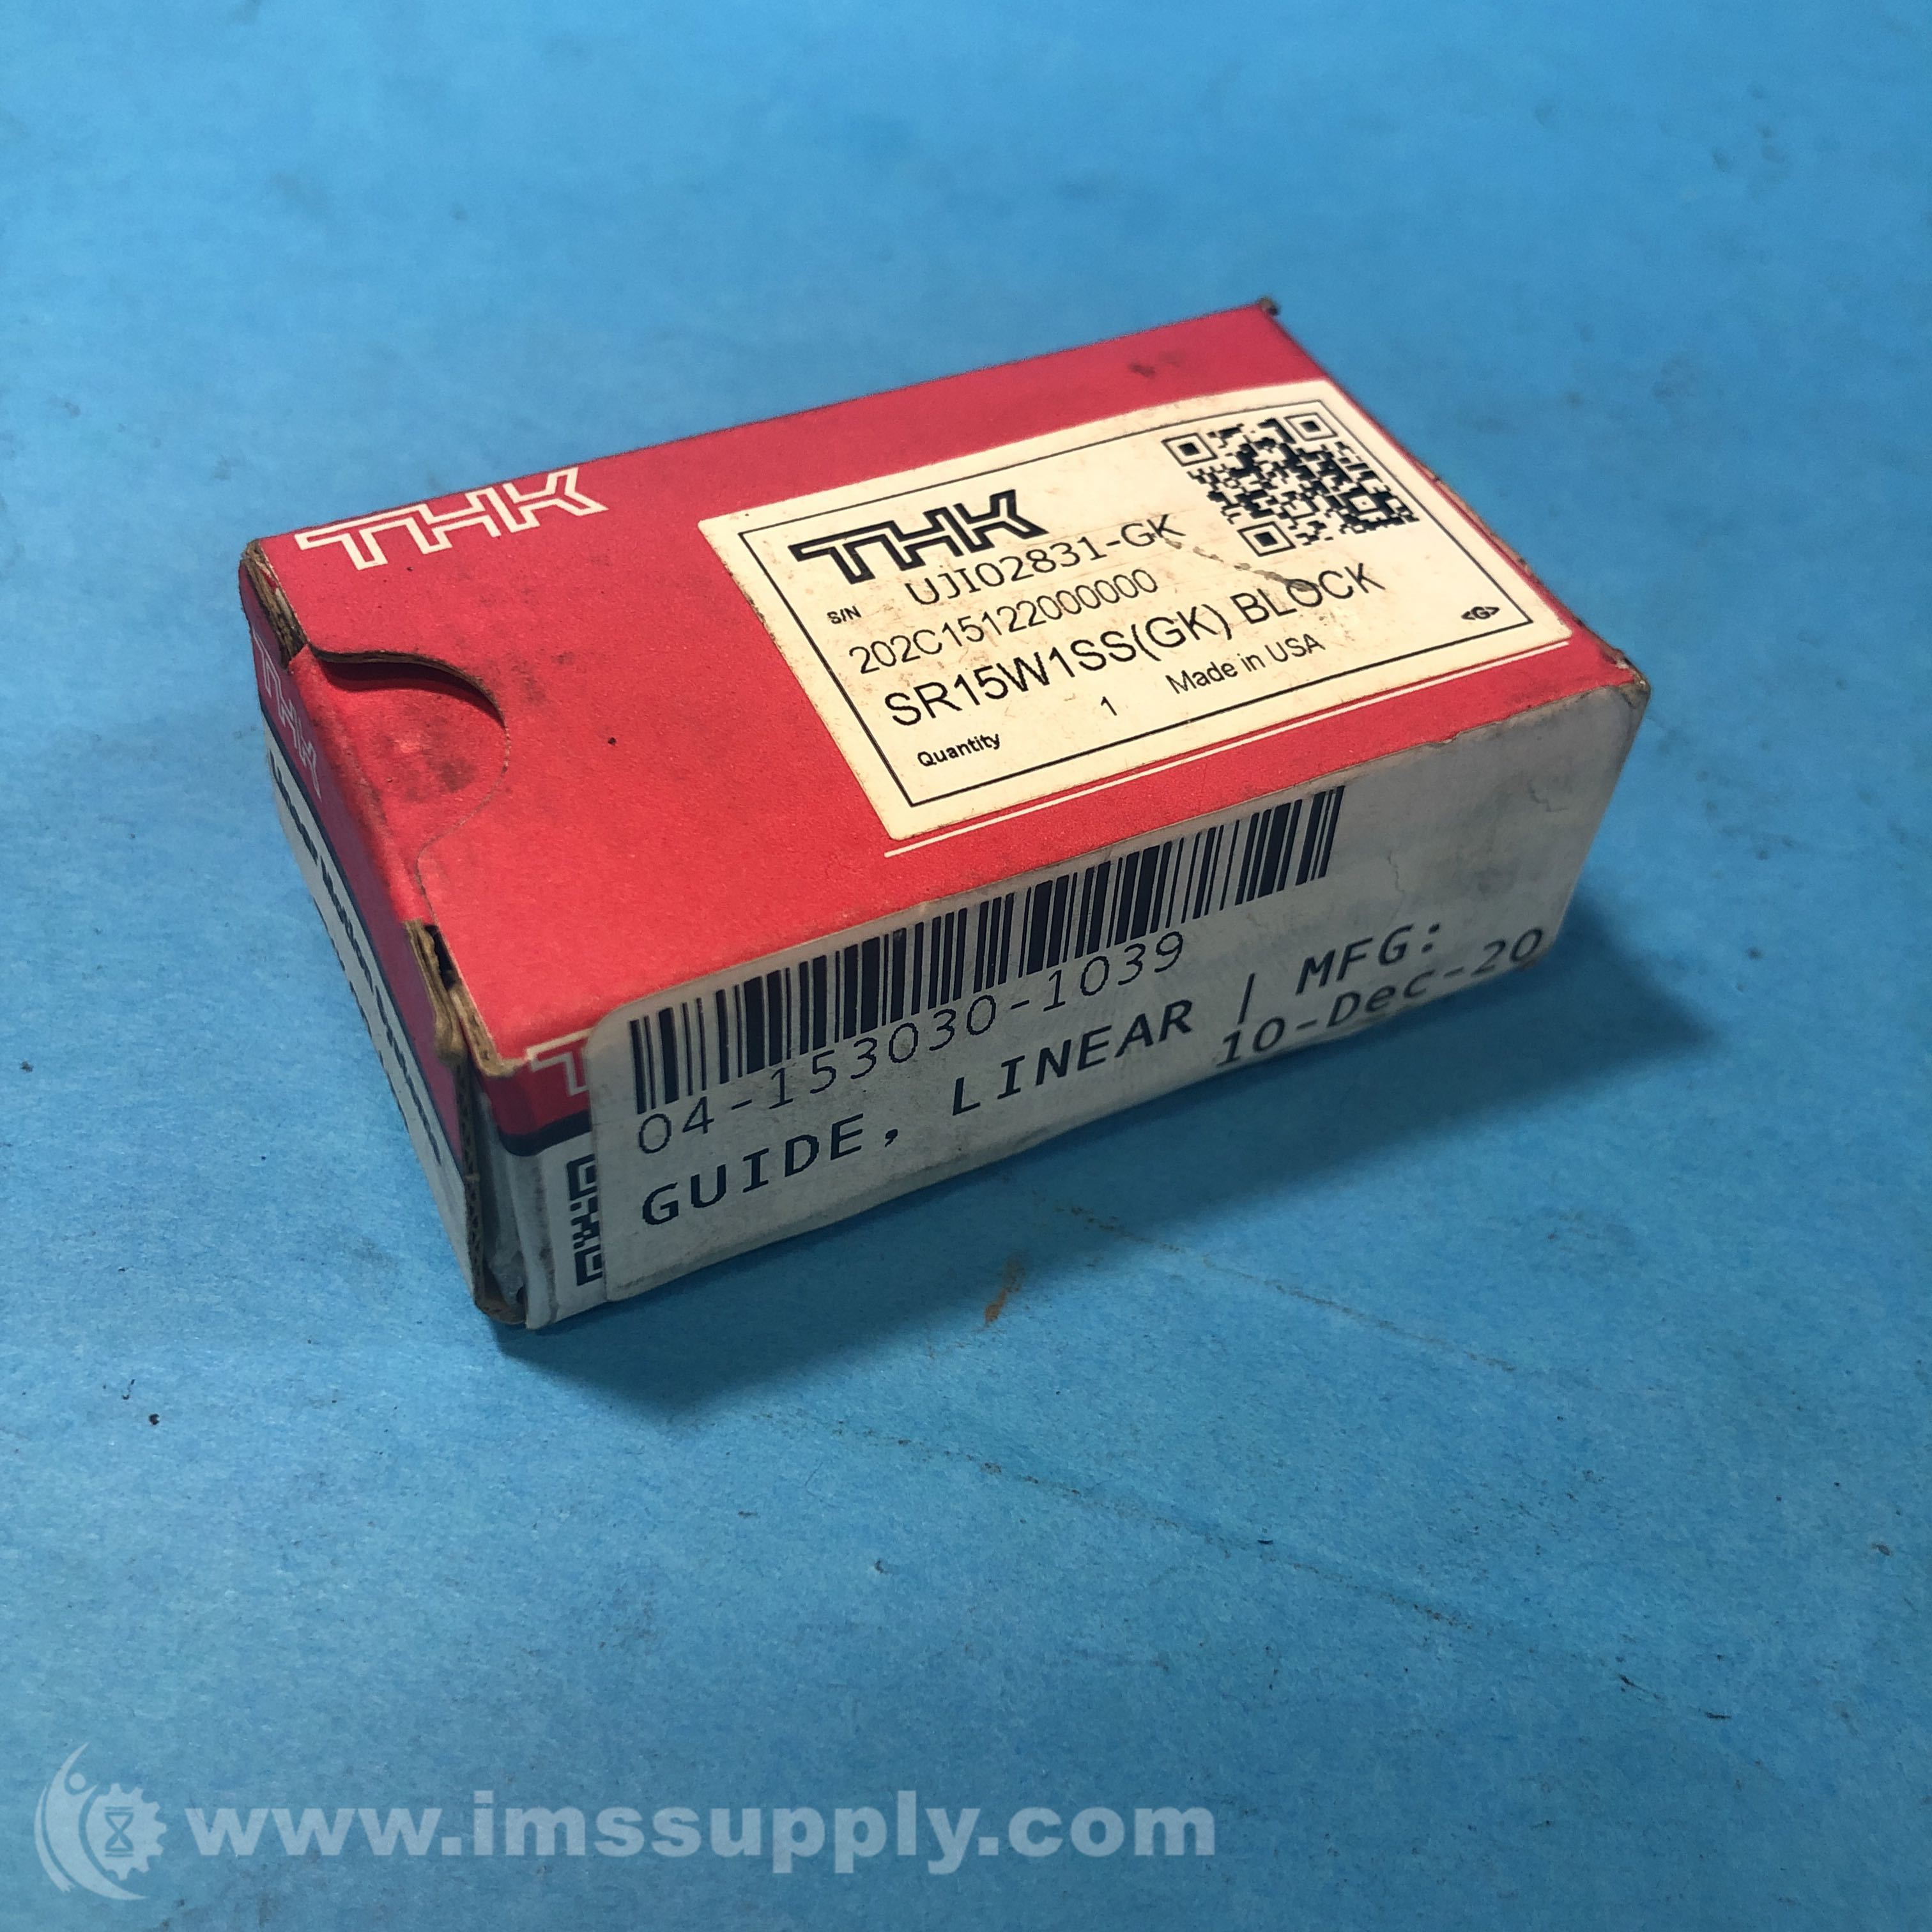 THK
THK
UJI02831-GK
S/N
202C15122000000
SR15W1SS(GK) BLOCK
Quantity
1
Made in USA
<G>
THK
04-153030-1039
GUIDE, LINEAR | MFG:
10-Dec-20
www.imssupply.com